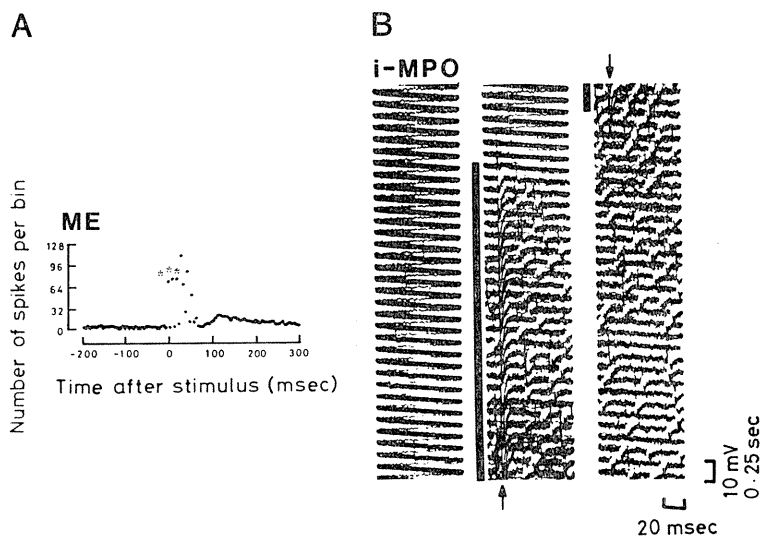 A
B
i-MPO
ME
Number of spikes per bin
128
96
64
32
0
***
-200 -100 0 100 200 300
Time after stimulus (msec)
10 mV
0·25 sec
20 msec